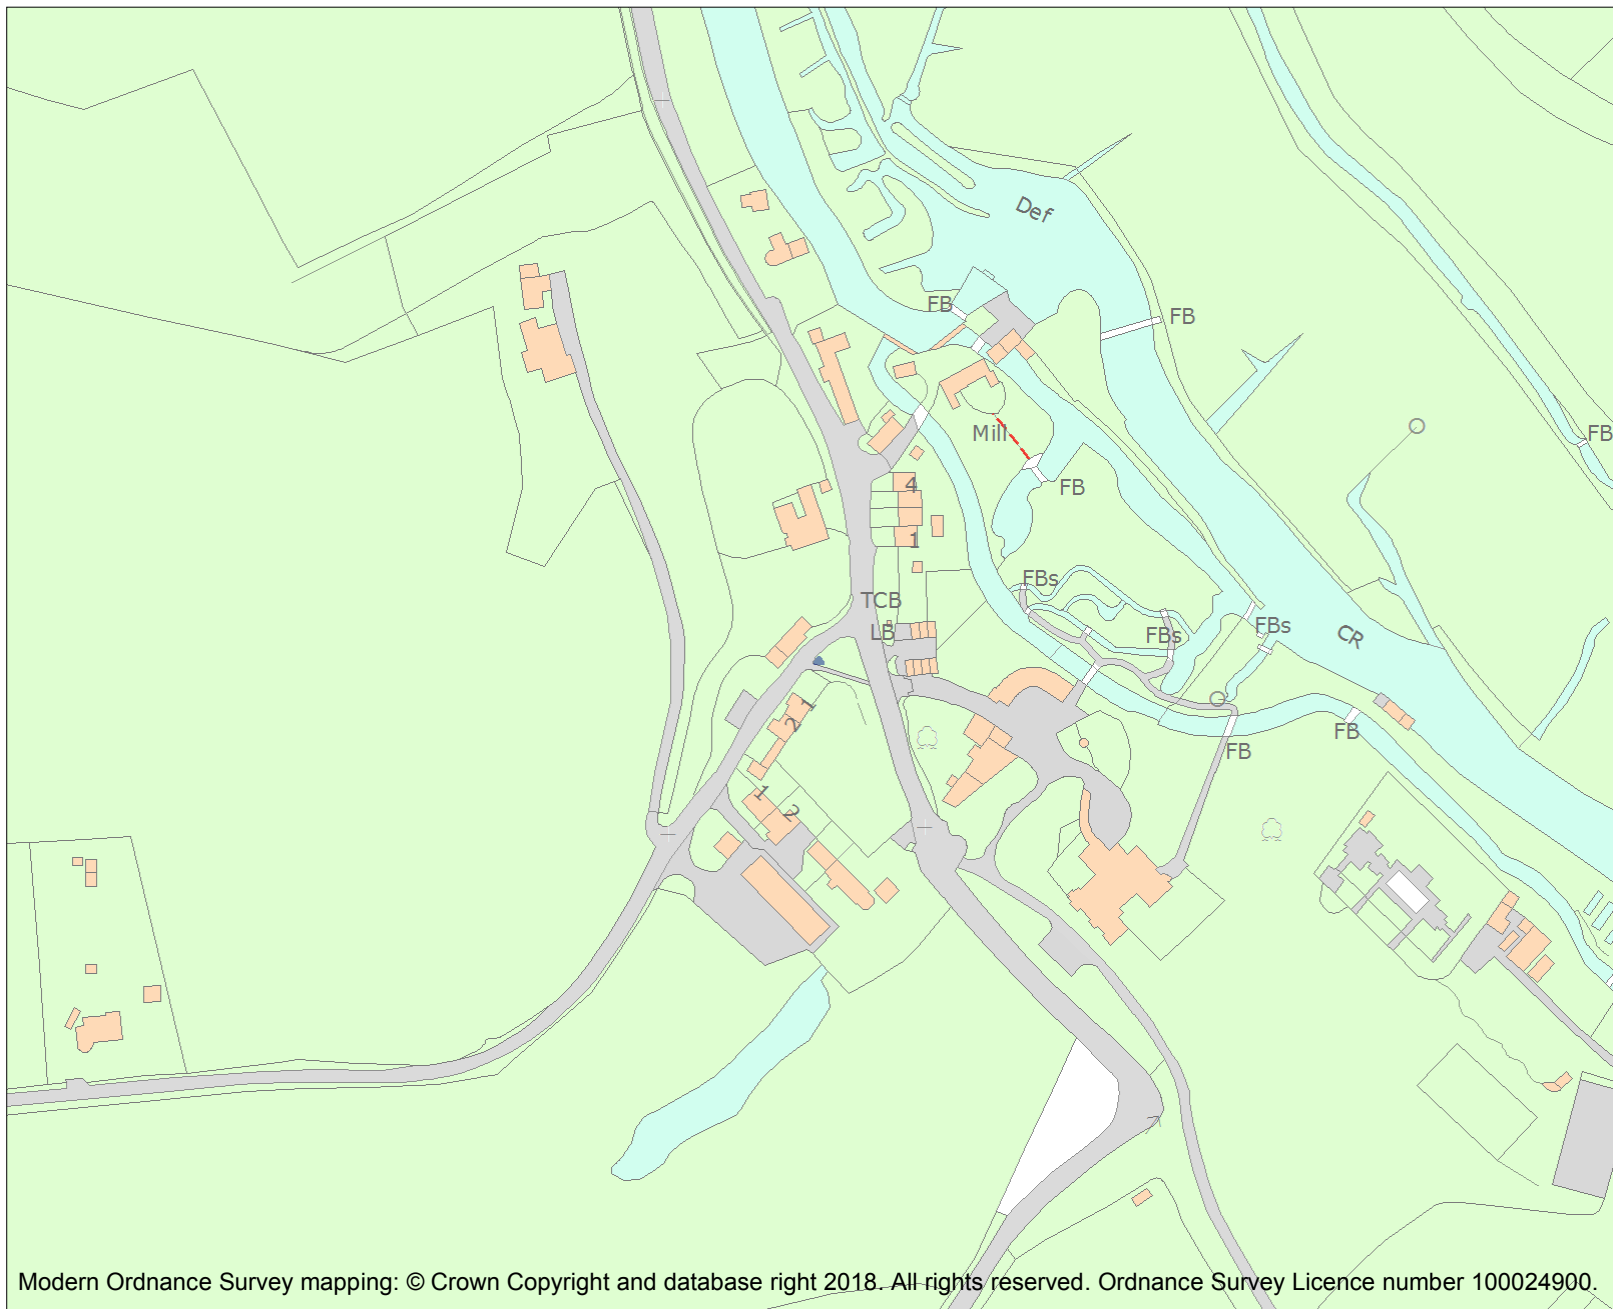 Def
FB
FB
Mill
FB
FB
4
1
FBs
TCB
LB
FBs
FBs
CR
1
2
FB
FB
1
2
Modern Ordnance Survey mapping: © Crown Copyright and database right 2018. All rights reserved. Ordnance Survey Licence number 100024900.